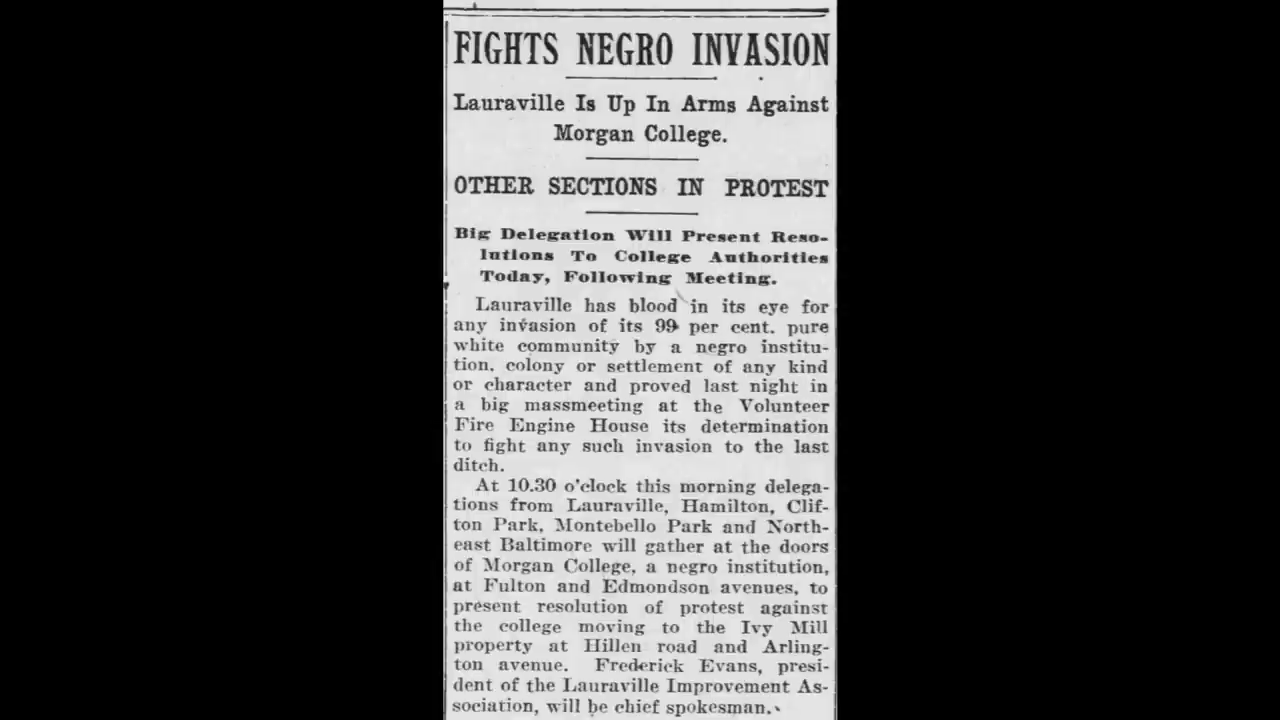 FIGHTS NEGRO INVASION
Lauraville Is Up In Arms Against
Morgan College.
OTHER SECTIONS IN PROTEST
Big Delegation Will Present Reso-
lutions To College Authorities
Today, Following Meeting.
Lauraville has blood in its eye for
any invasion of its 99 per cent. pure
white community by a negro institu-
tion, colony or settlement of any kind
or character and proved last night in
a big massmeeting at the Volunteer
Fire Engine House its determination
to fight any such invasion to the last
ditch.
At 10.30 o'clock this morning delega-
tions from Lauraville, Hamilton, Clif-
ton Park, Montebello Park and North-
east Baltimore will gather at the doors
of Morgan College, a negro institution,
at Fulton and Edmondson avenues, to
present resolution of protest against
the college moving to the Ivy Mill
property at Hillen road and Arling-
ton avenue. Frederick Evans, presi-
dent of the Lauraville Improvement As-
sociation, will be chief spokesman.